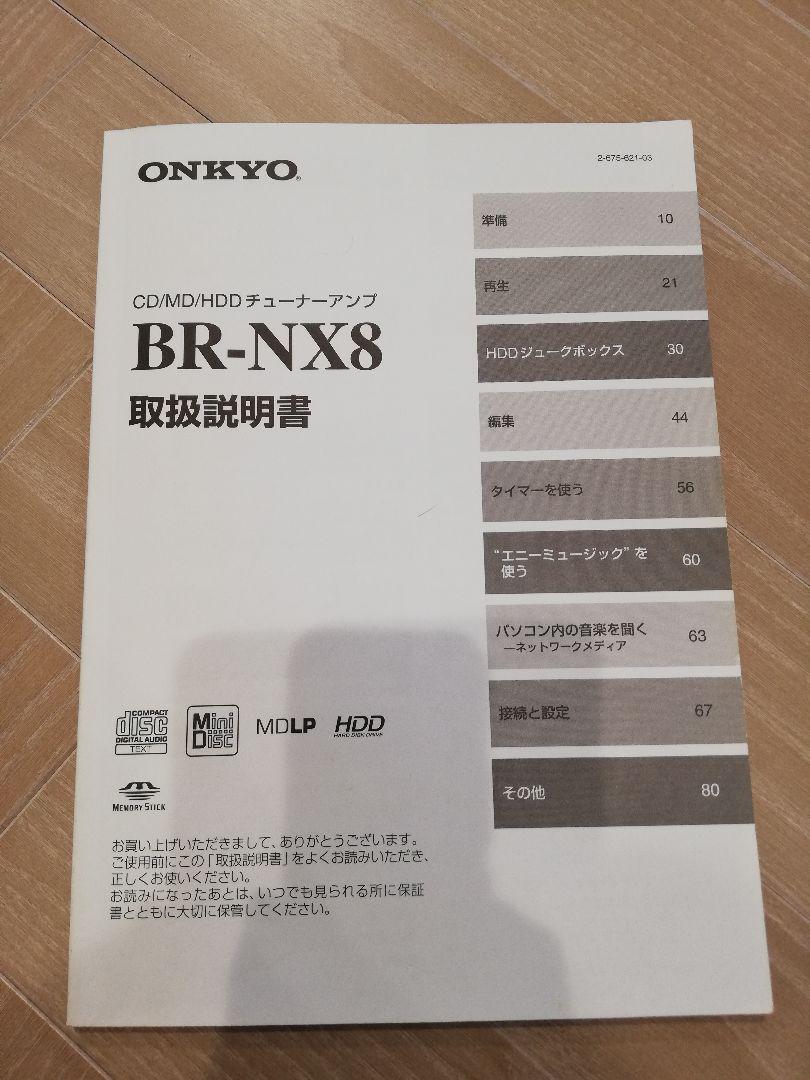 ONKYO®
2-675-621-03
CD/MD/HDDチューナーアンプ
BR-NX8
取扱説明書
準備 10
再生 21
HDDジュークボックス 30
編集 44
タイマーを使う 56
“エニーミュージック”を
使う 60
パソコン内の音楽を聞く 63
—ネットワークメディア
接続と設定 67
その他 80
COMPACT
disc
DIGITAL AUDIO
TEXT
Mini
Disc
MDLP
HDD
HARD DISK DRIVE
MEMORY STICK
お買い上げいただきまして、ありがとうございます。
ご使用前にこの「取扱説明書」をよくお読みいただき、
正しくお使いください。
お読みになったあとは、いつでも見られる所に保証
書とともに大切に保管してください。